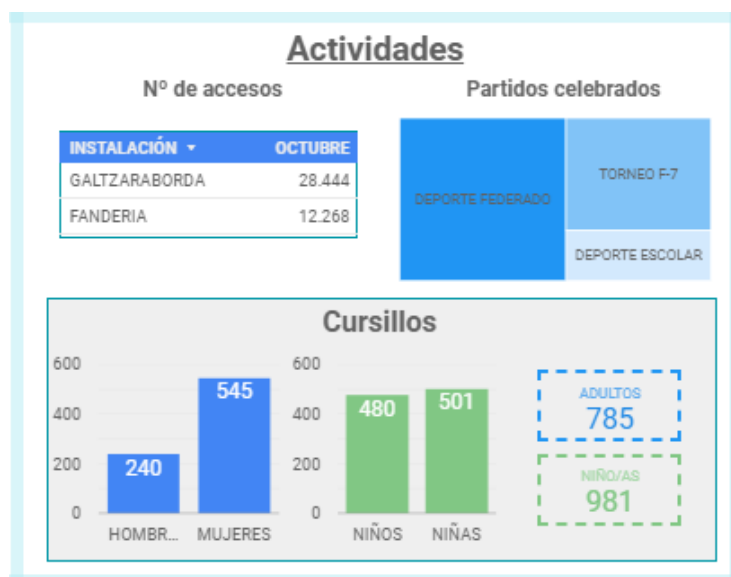 Actividades
Nº de accesos
Partidos celebrados
INSTALACIÓN OCTUBRE
GALTZARABORDA 28.444
FANDERIA 12.268
DEPORTE FEDERADO
TORNEO F-7
DEPORTE ESCOLAR
Cursillos
600
400
200
0
240
545
HOMBR... MUJERES
600
400
200
0
480
501
NIÑOS NIÑAS
ADULTOS
785
NIÑO/AS
981